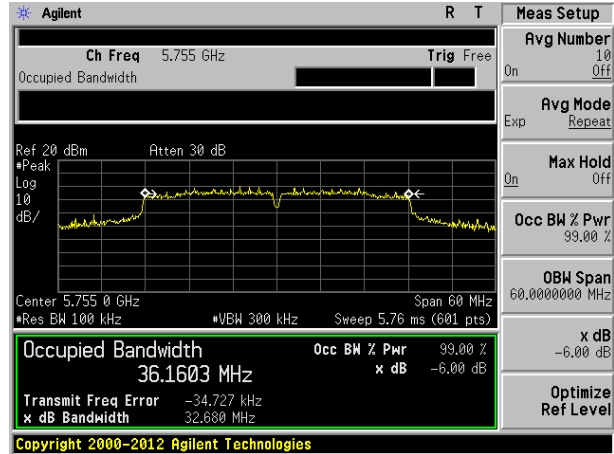 Agilent R T
Ch Freq 5.755 GHz Trig Free
Occupied Bandwidth
Ref 20 dBm Atten 30 dB
#Peak
Log
10
dB/
Center 5.755 0 GHz Span 60 MHz
#Res BW 100 kHz #VBW 300 kHz Sweep 5.76 ms (601 pts)
Occupied Bandwidth Occ BW % Pwr 99.00 %
36.1603 MHz x dB -6.00 dB
Transmit Freq Error -34.727 kHz
x dB Bandwidth 32.680 MHz
Copyright 2000-2012 Agilent Technologies
Meas Setup
Avg Number
10
On Off
Avg Mode
Exp Repeat
Max Hold
On Off
Occ BW % Pwr
99.00 %
OBW Span
60.0000000 MHz
x dB
-6.00 dB
Optimize
Ref Level